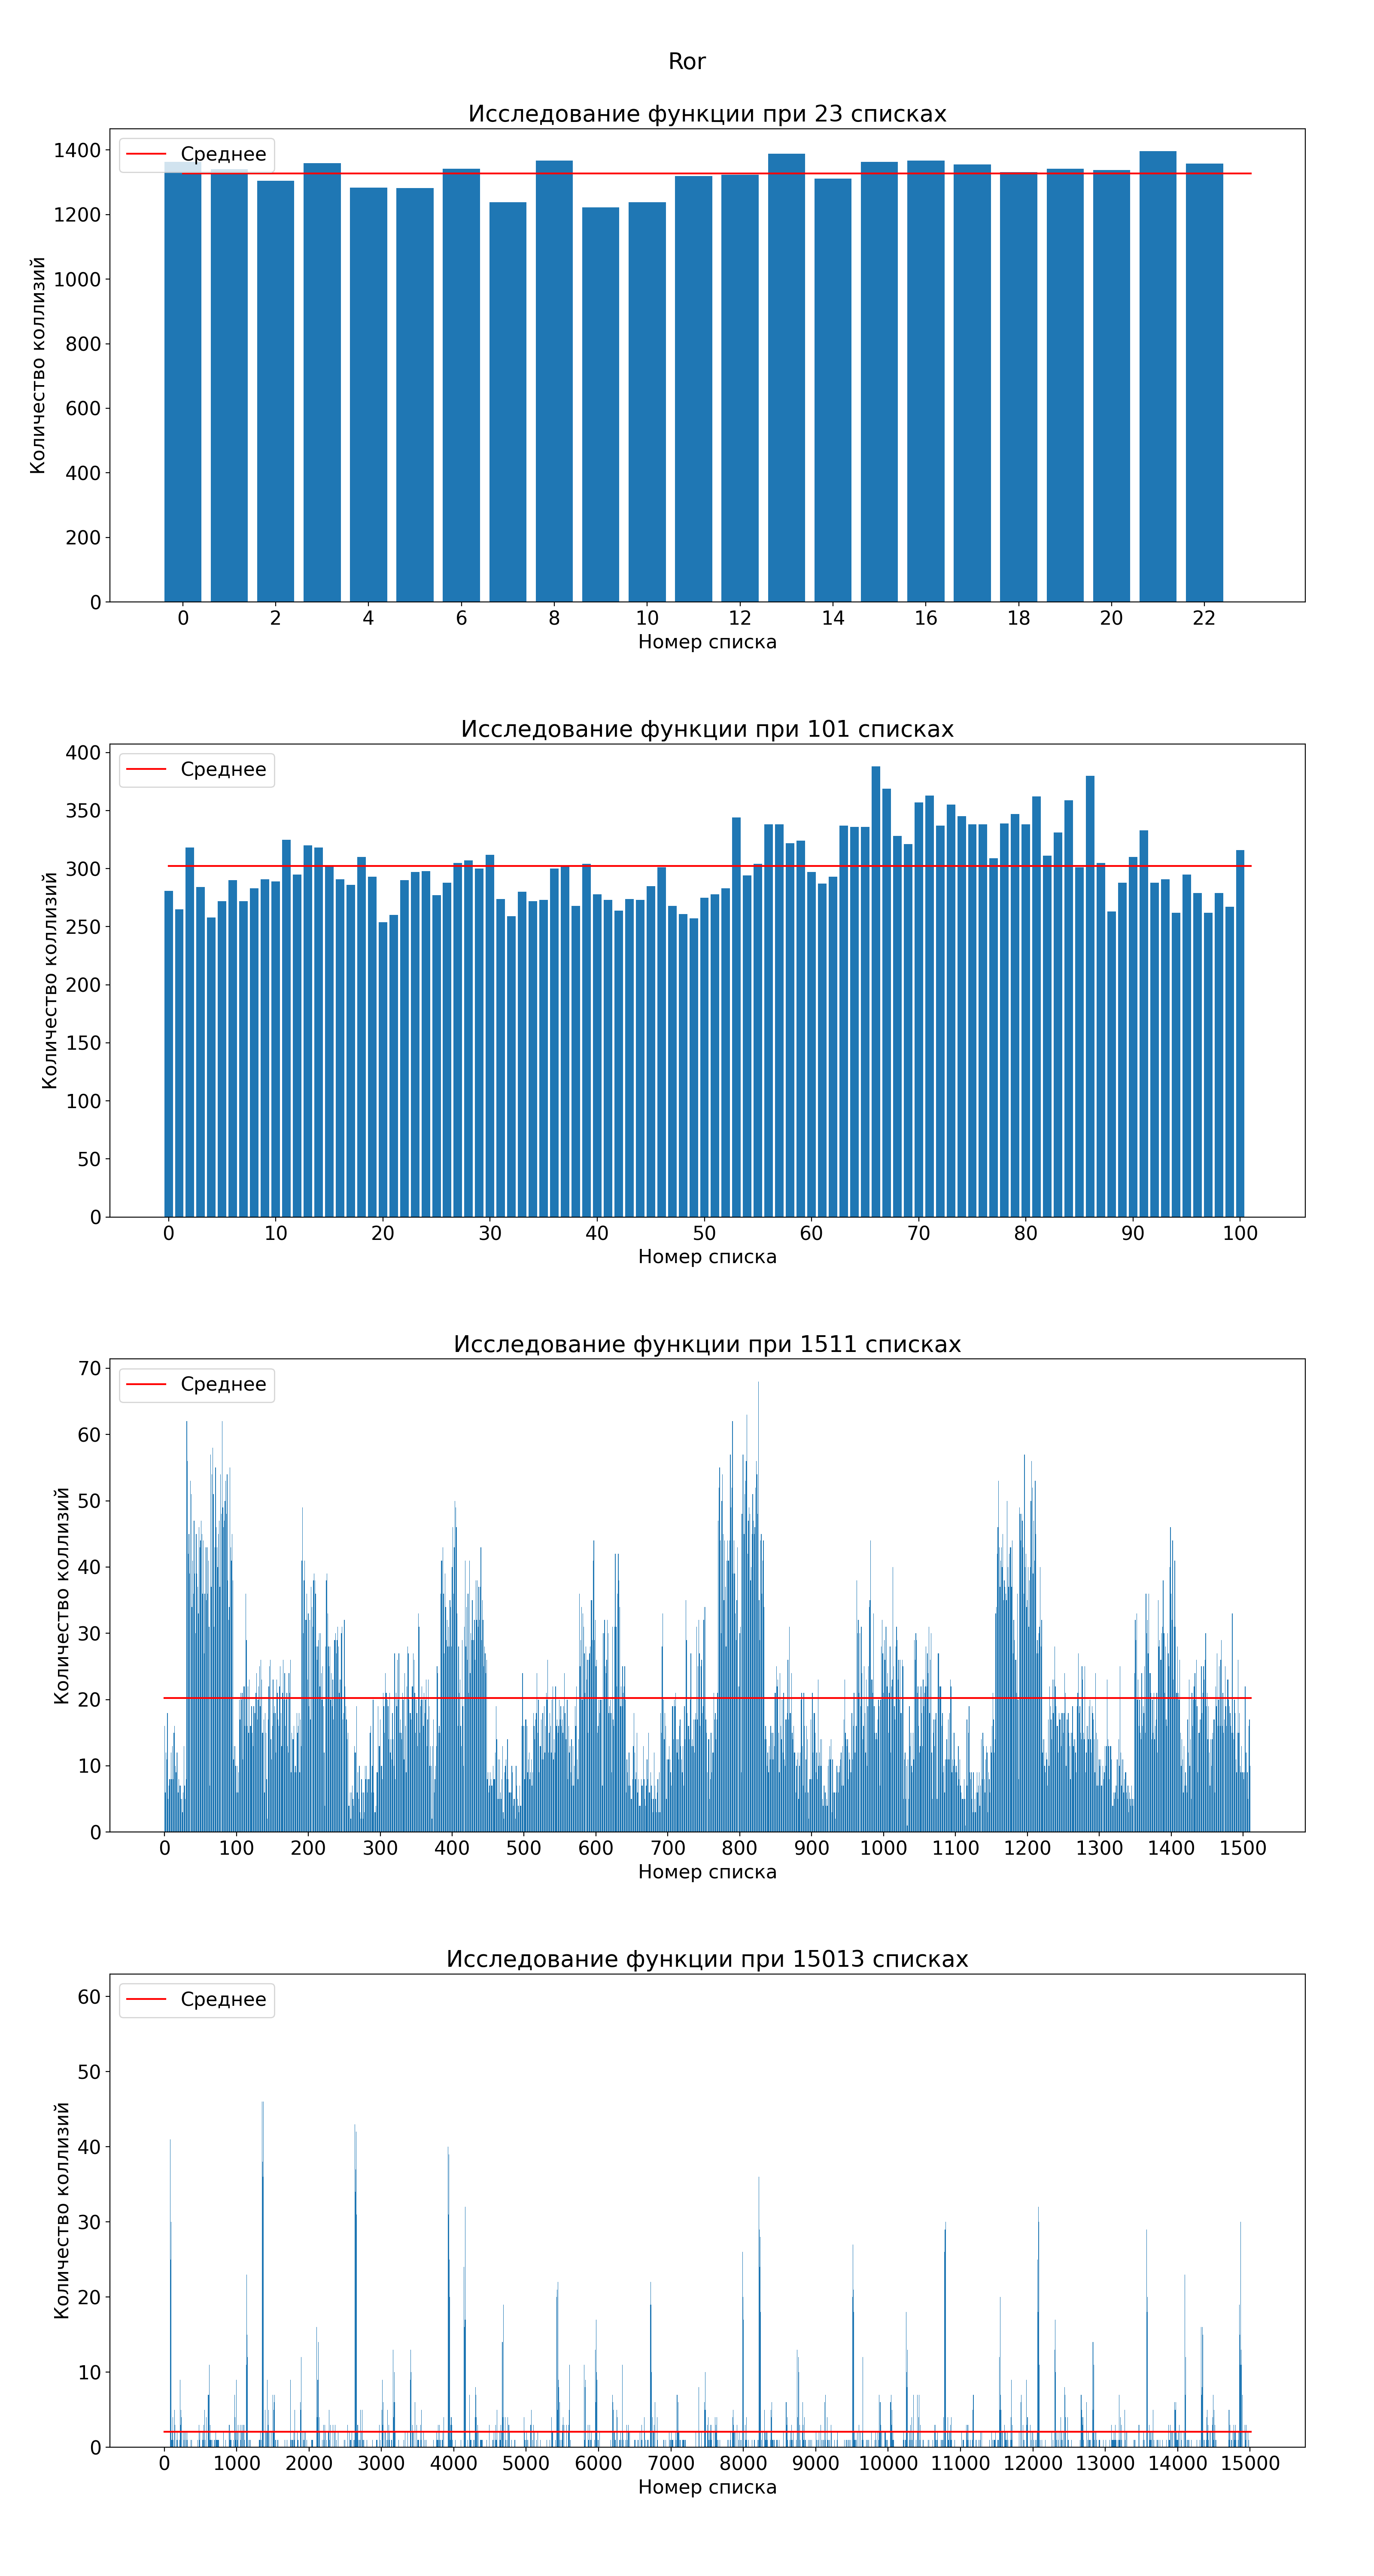 Ror
Исследование функции при 23 списках
Среднее
Количество коллизий
1400
1200
1000
800
600
400
200
0
0 2 4 6 8 10 12 14 16 18 20 22
Номер списка
Исследование функции при 101 списках
Среднее
Количество коллизий
400
350
300
250
200
150
100
50
0
0 10 20 30 40 50 60 70 80 90 100
Номер списка
Исследование функции при 1511 списках
Среднее
Количество коллизий
70
60
50
40
30
20
10
0
0 100 200 300 400 500 600 700 800 900 1000 1100 1200 1300 1400 1500
Номер списка
Исследование функции при 15013 списках
Среднее
Количество коллизий
60
50
40
30
20
10
0
0 1000 2000 3000 4000 5000 6000 7000 8000 9000 10000 11000 12000 13000 14000 15000
Номер списка